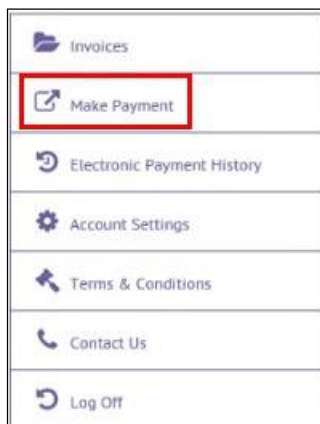 Invoices
Make Payment
Electronic Payment History
Account Settings
Terms & Conditions
Contact Us
Log Off